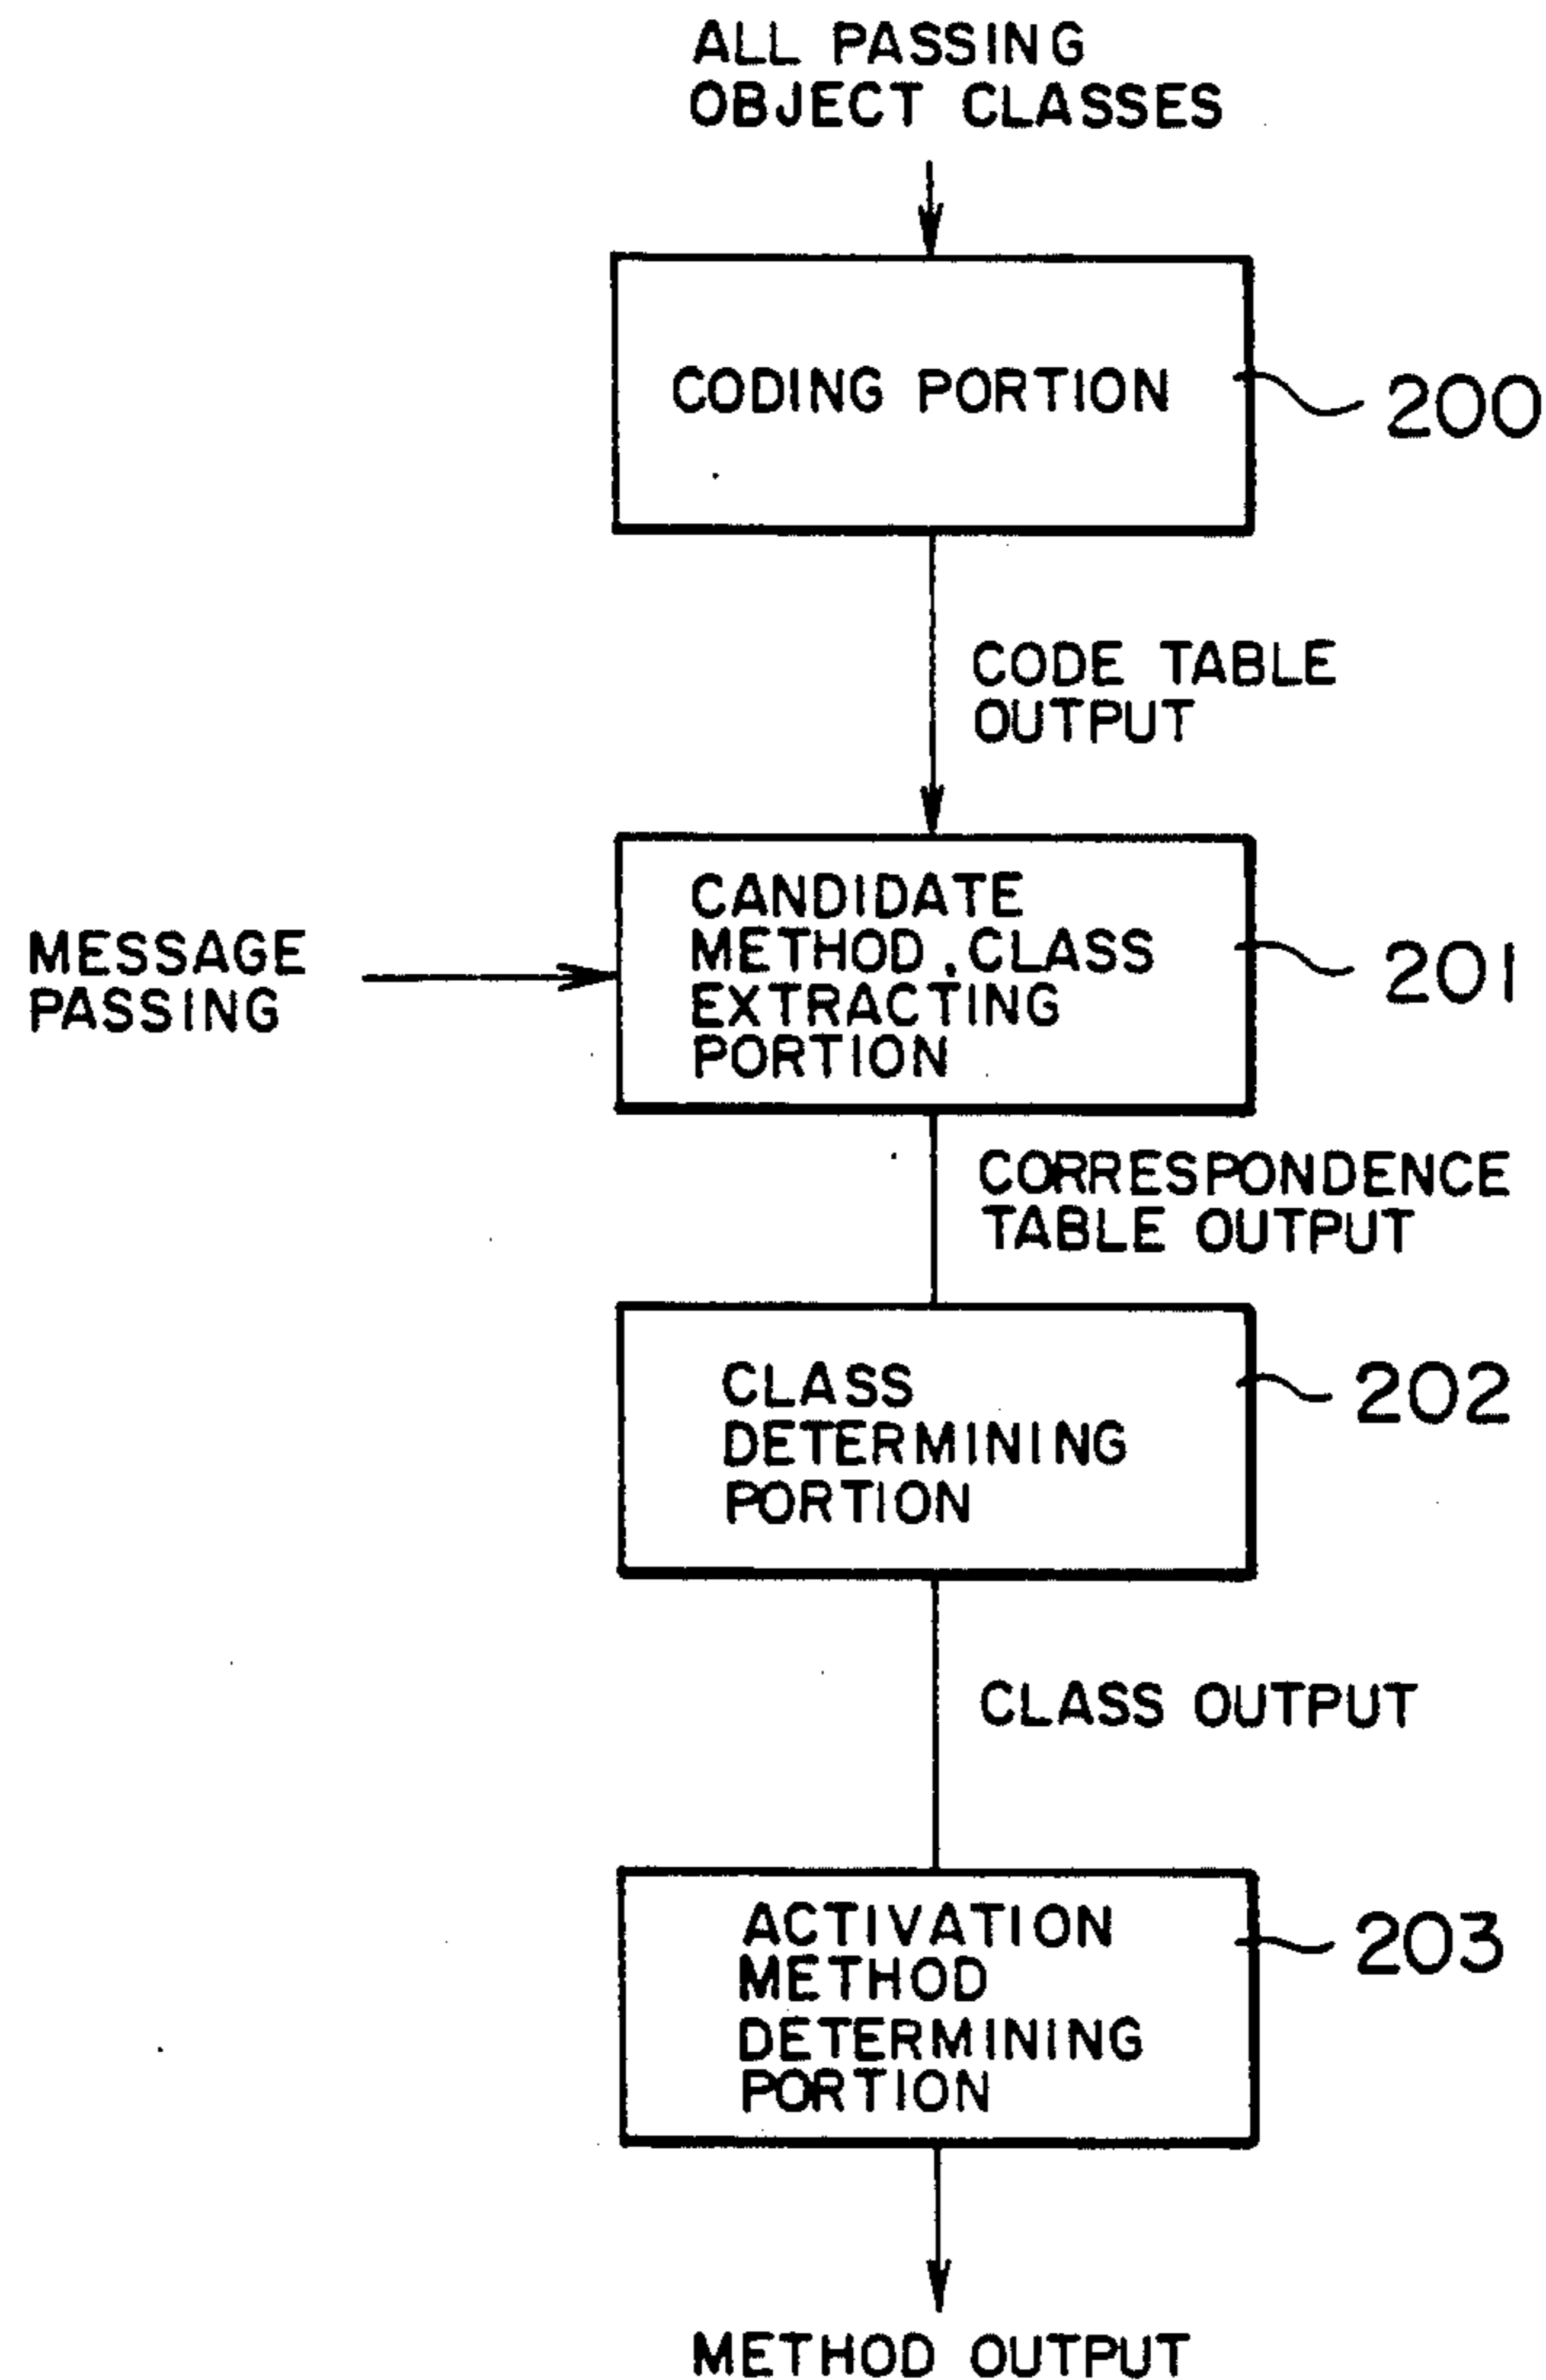 ALL PASSING
OBJECT CLASSES
CODING PORTION
200
CODE TABLE
OUTPUT
MESSAGE
PASSING
CANDIDATE
METHOD.CLASS
EXTRACTING
PORTION
201
CORRESPONDENCE
TABLE OUTPUT
CLASS
DETERMINING
PORTION
202
CLASS OUTPUT
ACTIVATION
METHOD
DETERMINING
PORTION
203
METHOD OUTPUT